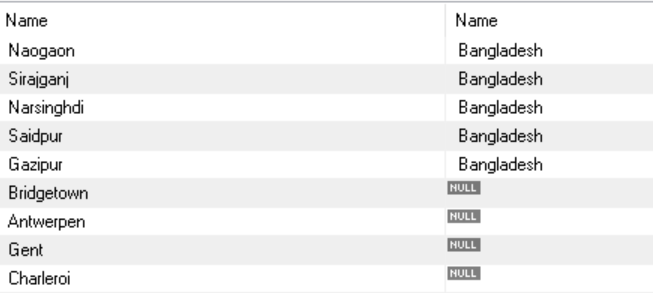 Name Name
Naogaon Bangladesh
Sirajganj Bangladesh
Narsinghdi Bangladesh
Saidpur Bangladesh
Gazipur Bangladesh
Bridgetown NULL
Antwerpen NULL
Gent NULL
Charleroi NULL